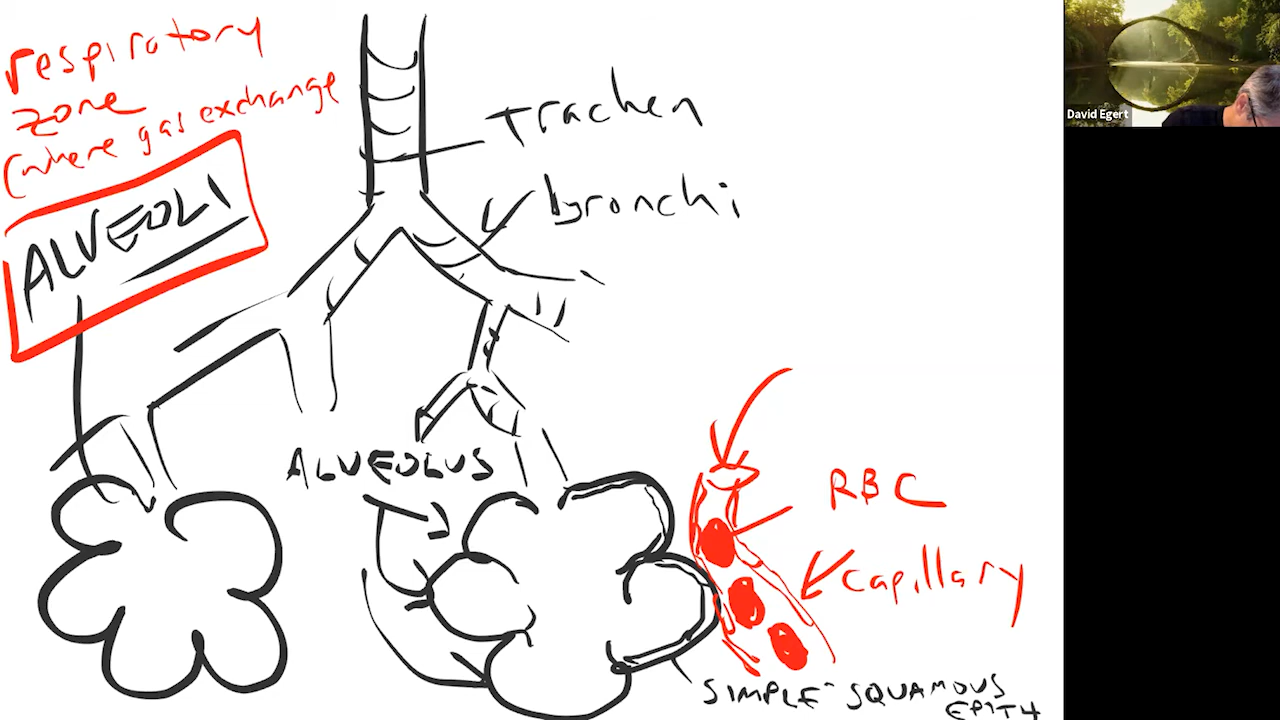 respiratory
zone
(where gas exchange
ALVEOLI
Trachea
bronchi
ALVEOLUS
RBC
capillary
SIMPLE SQUAMOUS
EPITH
David Egert